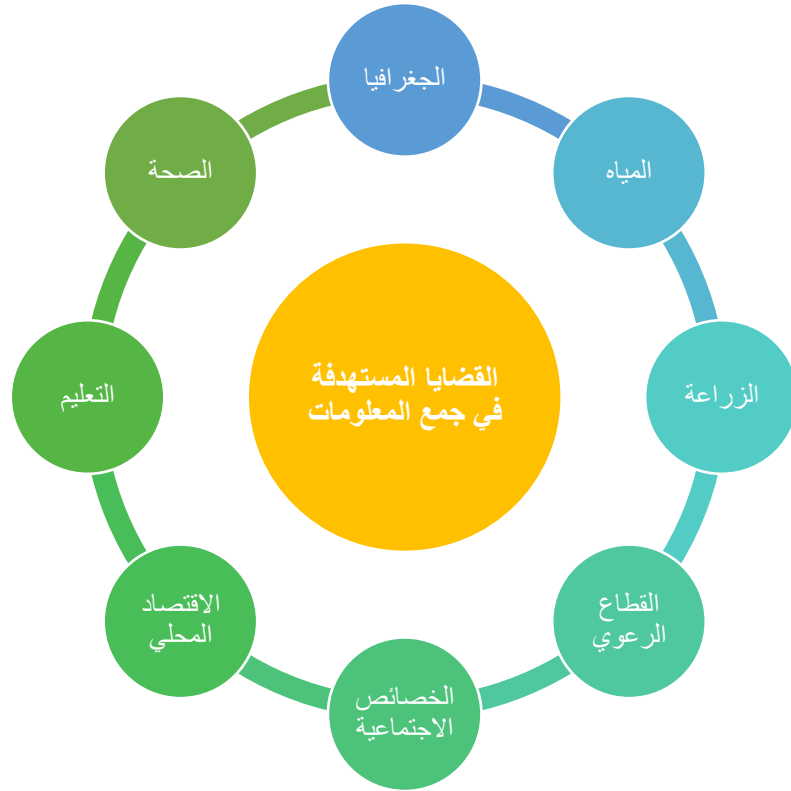 الجغرافيا
المياه
الزراعة
القطاع
الرعوي
الخصائص
الاجتماعية
الاقتصاد
المحلي
التعليم
الصحة
القضايا المستهدفة
في جمع المعلومات